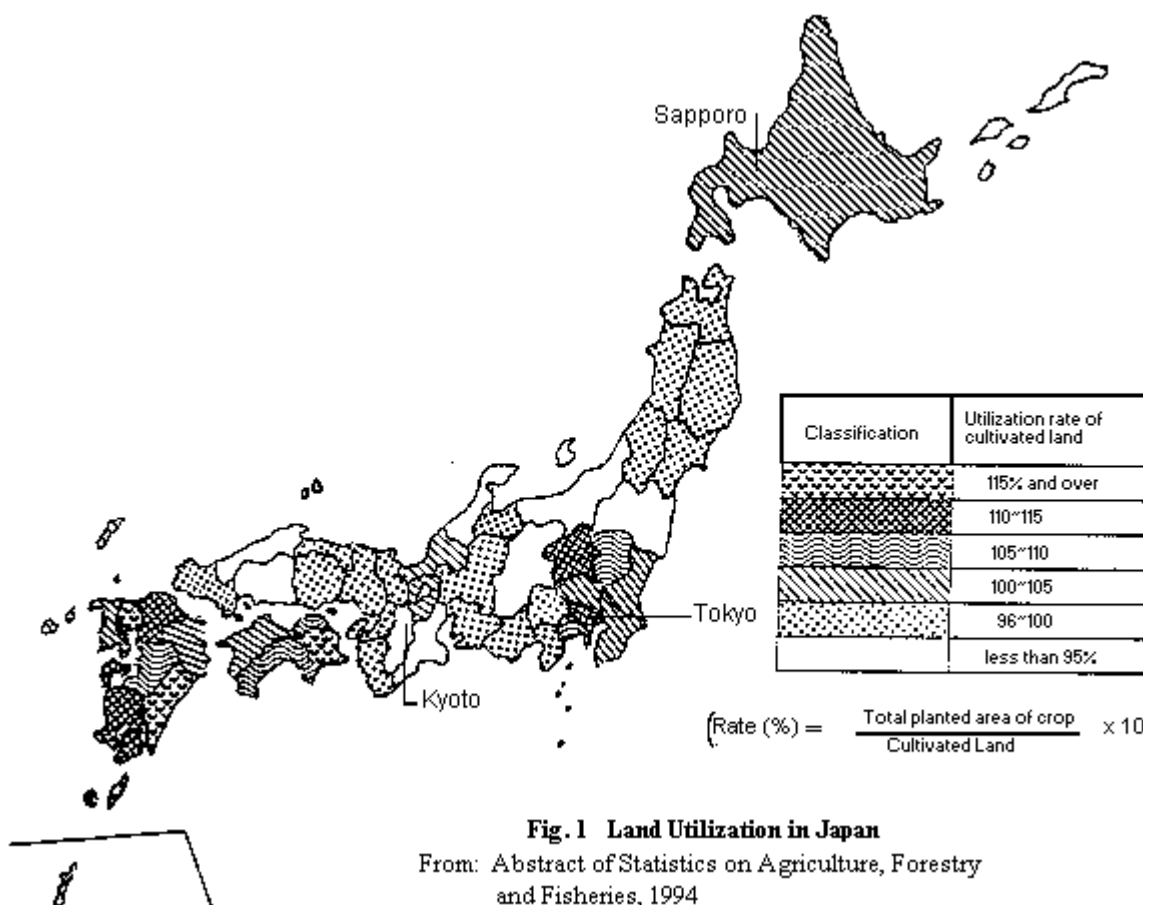 Sapporo
Classification
Utilization rate of
cultivated land
115% and over
110~115
105~110
100~105
96~100
less than 95%
Tokyo
Kyoto
(Rate (%) = Total planted area of crop
Cultivated Land
x 10
Fig. 1 Land Utilization in Japan
From: Abstract of Statistics on Agriculture, Forestry
and Fisheries, 1994